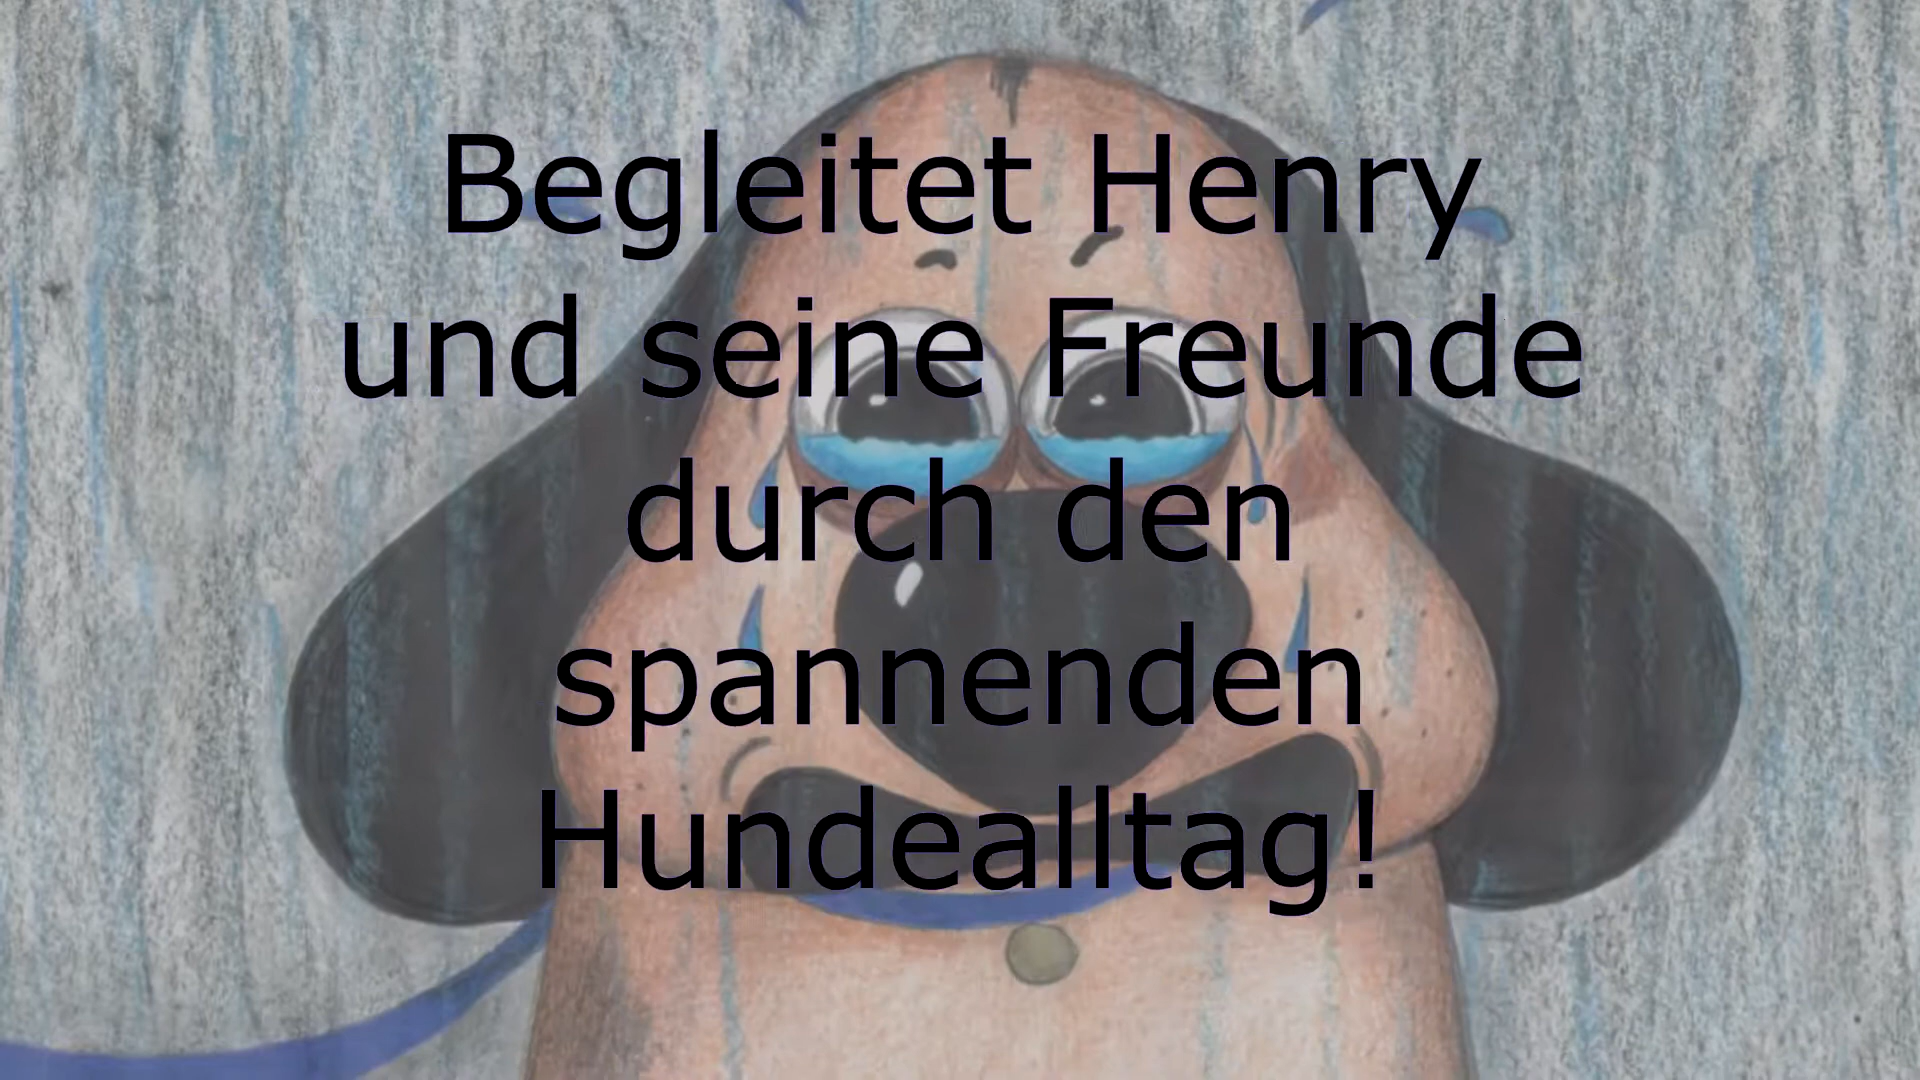 Begleitet Henry
und seine Freunde
durch den
spannenden
Hundealltag!